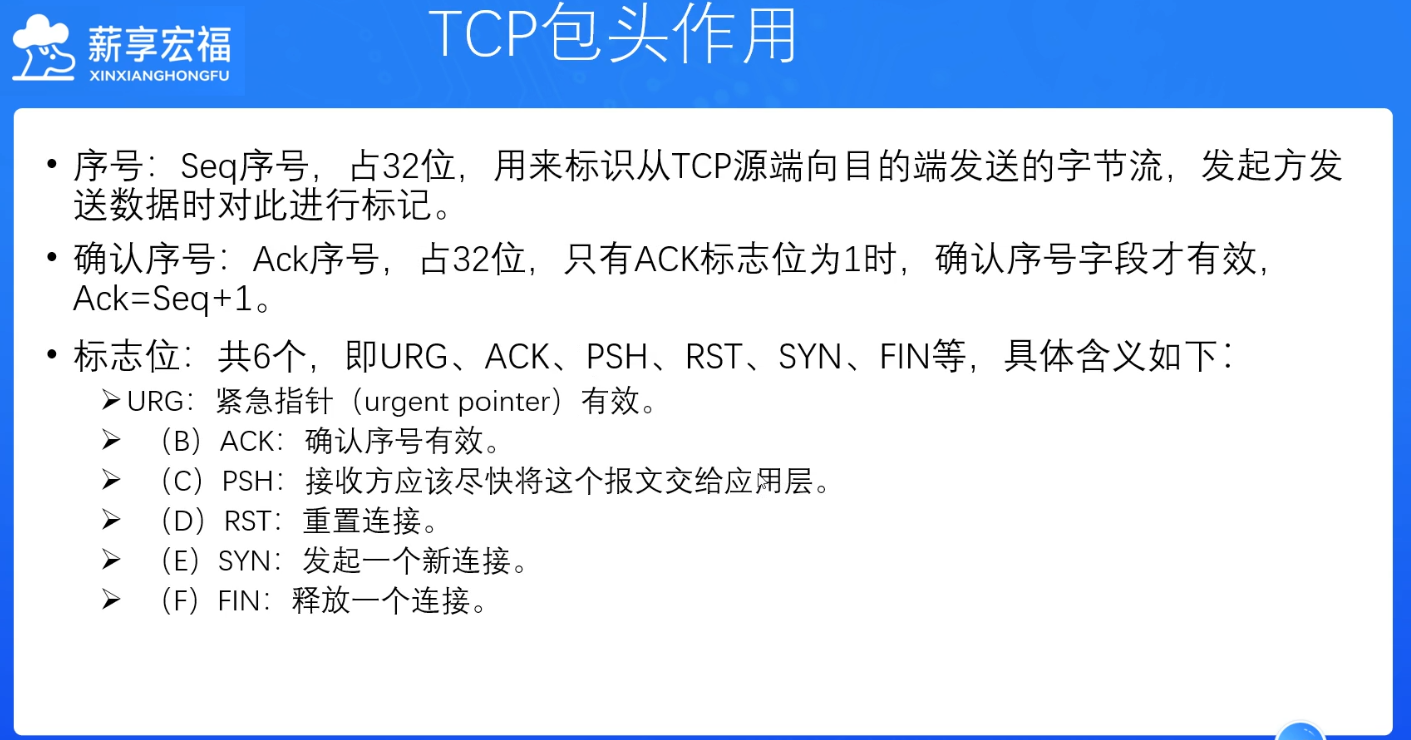 薪享宏福
XINXIANGHONGFU
TCP包头作用
• 序号：Seq序号，占32位，用来标识从TCP源端向目的端发送的字节流，发起方发
送数据时对此进行标记。
• 确认序号：Ack序号，占32位，只有ACK标志位为1时，确认序号字段才有效，
Ack=Seq+1。
• 标志位：共6个，即URG、ACK、PSH、RST、SYN、FIN等，具体含义如下：
➢URG：紧急指针（urgent pointer）有效。
➢ （B）ACK：确认序号有效。
➢ （C）PSH：接收方应该尽快将这个报文交给应用层。
➢ （D）RST：重置连接。
➢ （E）SYN：发起一个新连接。
➢ （F）FIN：释放一个连接。